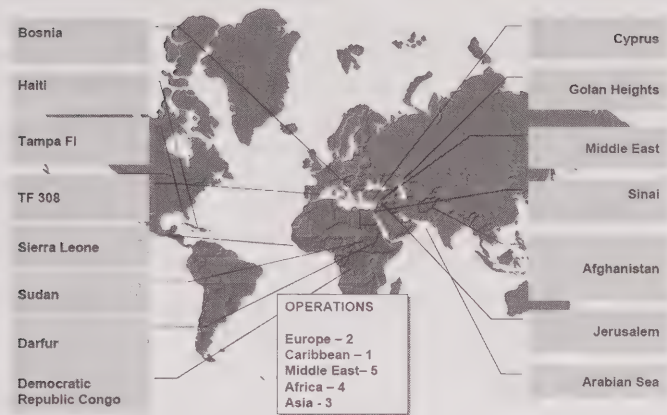 Bosnia
Haiti
Tampa Fl
TF 308
Sierra Leone
Sudan
Darfur
Democratic
Republic Congo
OPERATIONS
Europe – 2
Caribbean – 1
Middle East– 5
Africa – 4
Asia - 3
Cyprus
Golan Heights
Middle East
Sinai
Afghanistan
Jerusalem
Arabian Sea